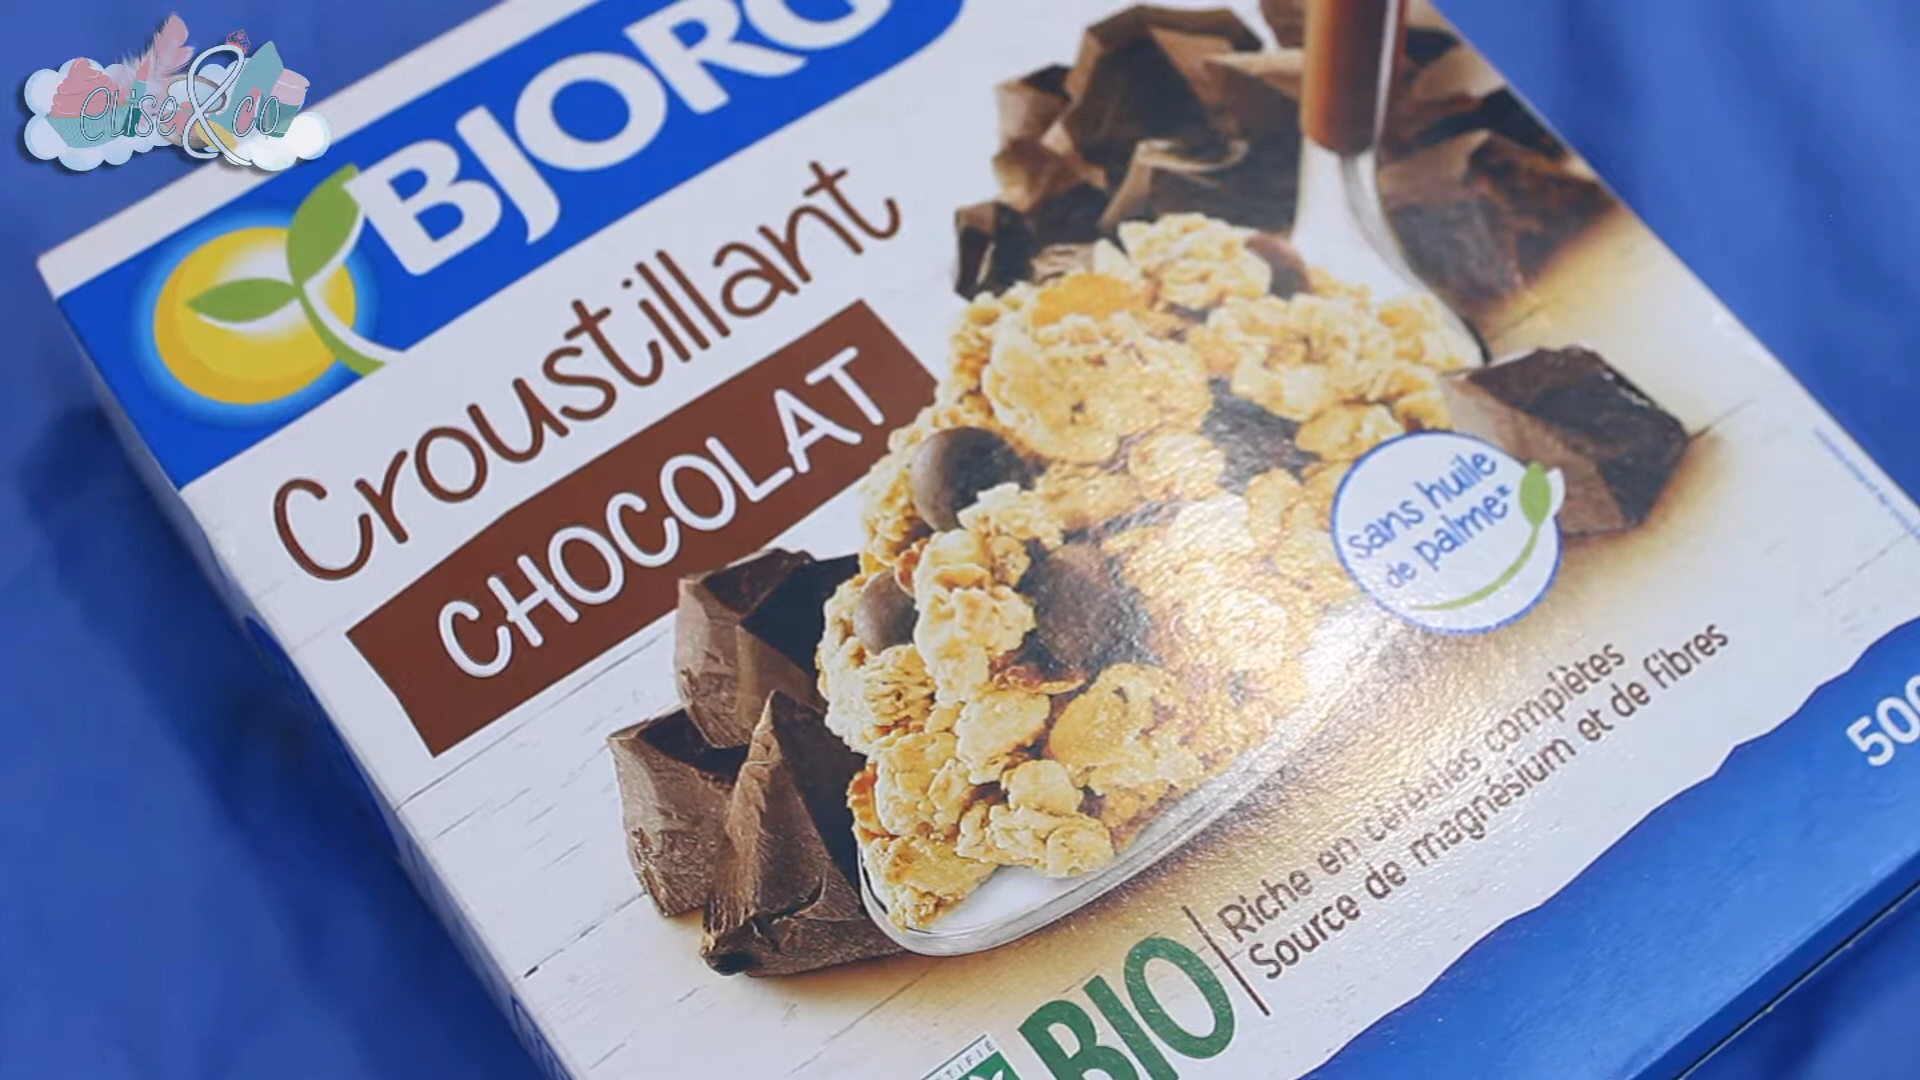 elise&co
BJORG
Croustillant
CHOCOLAT
sans huile
de palme*
Riche en céréales complètes
Source de magnésium et de fibres
BIO